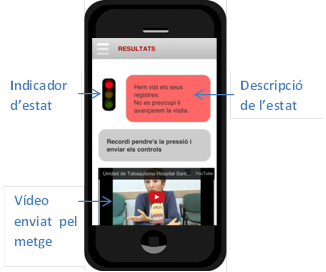 RESULTATS
Indicador
d'estat
Hem vist els seus
registres.
No es preocupi li
avançarem la visita.
Descripció
de l'estat
Recordi pendre's la pressió i
enviar els controls
Unidad de Tabaquismo Hospital Sant...
YouTube
Vídeo
enviat pel
metge